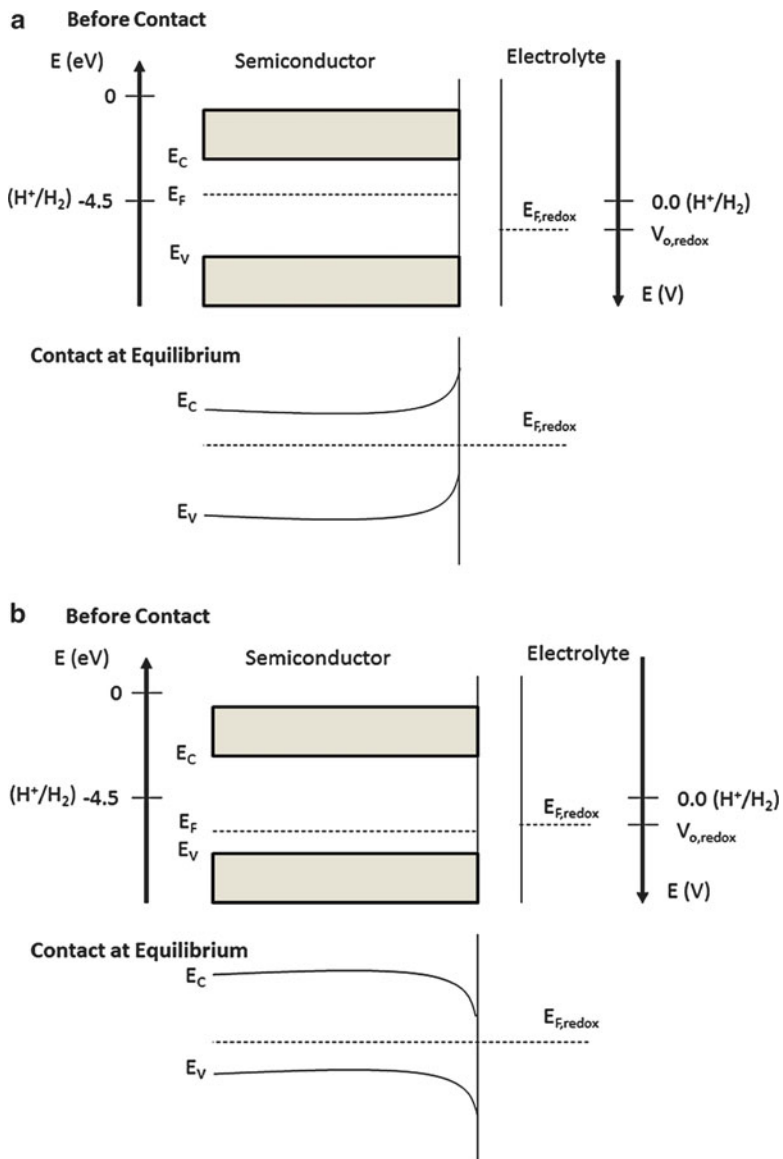 a Before Contact
E (eV) Semiconductor Electrolyte
0
E_C
(H⁺/H₂) -4.5 E_F 0.0 (H⁺/H₂)
E_F,redox
V_o,redox
E_V
E (V)
Contact at Equilibrium
E_C
E_F,redox
E_V
b Before Contact
E (eV) Semiconductor Electrolyte
0
E_C
(H⁺/H₂) -4.5 0.0 (H⁺/H₂)
E_F E_F,redox
V_o,redox
E_V
E (V)
Contact at Equilibrium
E_C
E_F,redox
E_V